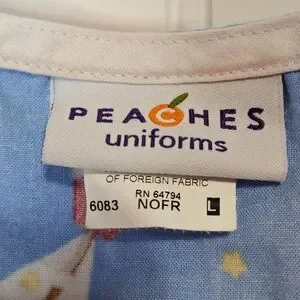 PEACHES
uniforms
OF FOREIGN FABRIC
RN 64794
6083 NOFR L